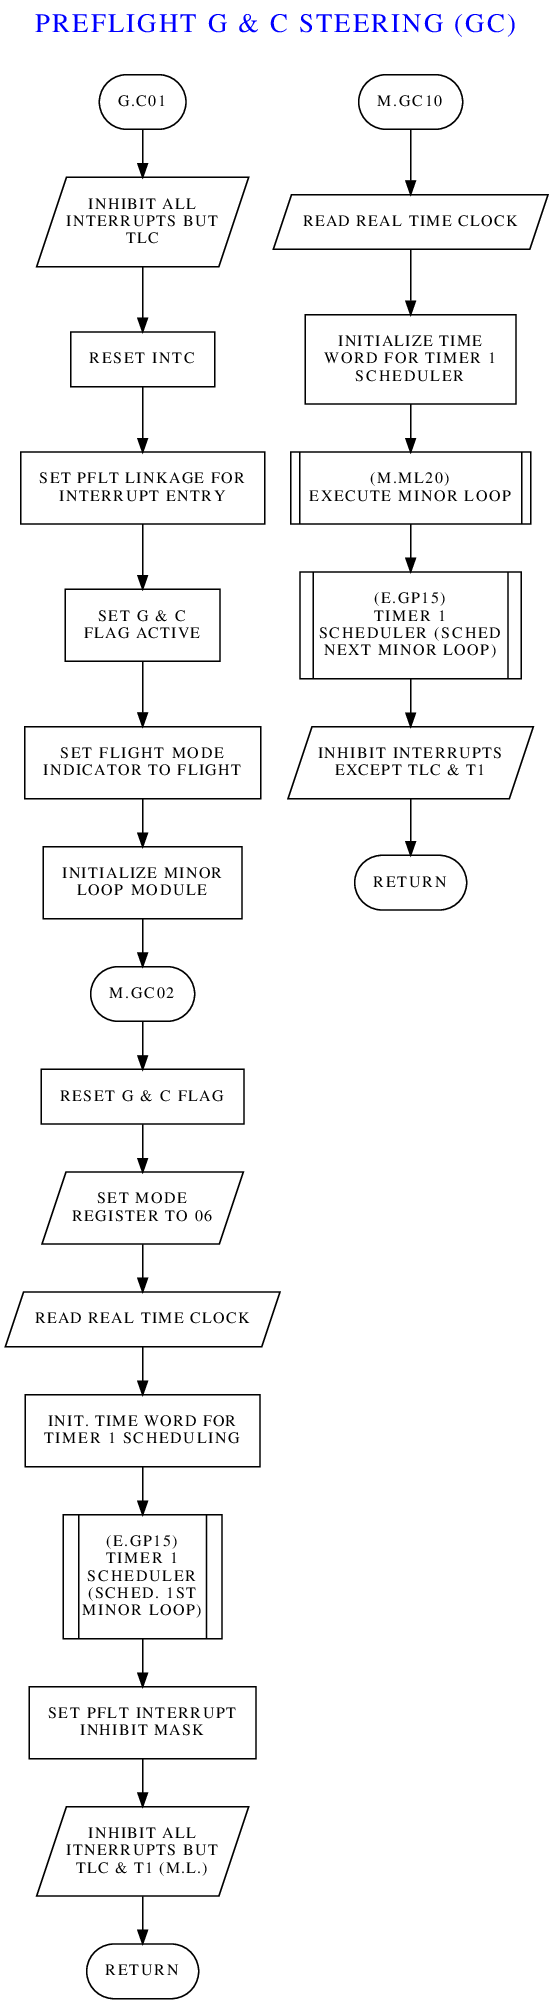 PREFLIGHT G & C STEERING (GC)
G.C01
INHIBIT ALL
INTERRUPTS BUT
TLC
RESET INTC
SET PFLT LINKAGE FOR
INTERRUPT ENTRY
SET G & C
FLAG ACTIVE
SET FLIGHT MODE
INDICATOR TO FLIGHT
INITIALIZE MINOR
LOOP MODULE
M.GC02
RESET G & C FLAG
SET MODE
REGISTER TO 06
READ REAL TIME CLOCK
INIT. TIME WORD FOR
TIMER 1 SCHEDULING
(E.GP15)
TIMER 1
SCHEDULER
(SCHED. 1ST
MINOR LOOP)
SET PFLT INTERRUPT
INHIBIT MASK
INHIBIT ALL
ITNERRUPTS BUT
TLC & T1 (M.L.)
RETURN
M.GC10
READ REAL TIME CLOCK
INITIALIZE TIME
WORD FOR TIMER 1
SCHEDULER
(M.ML20)
EXECUTE MINOR LOOP
(E.GP15)
TIMER 1
SCHEDULER (SCHED
NEXT MINOR LOOP)
INHIBIT INTERRUPTS
EXCEPT TLC & T1
RETURN